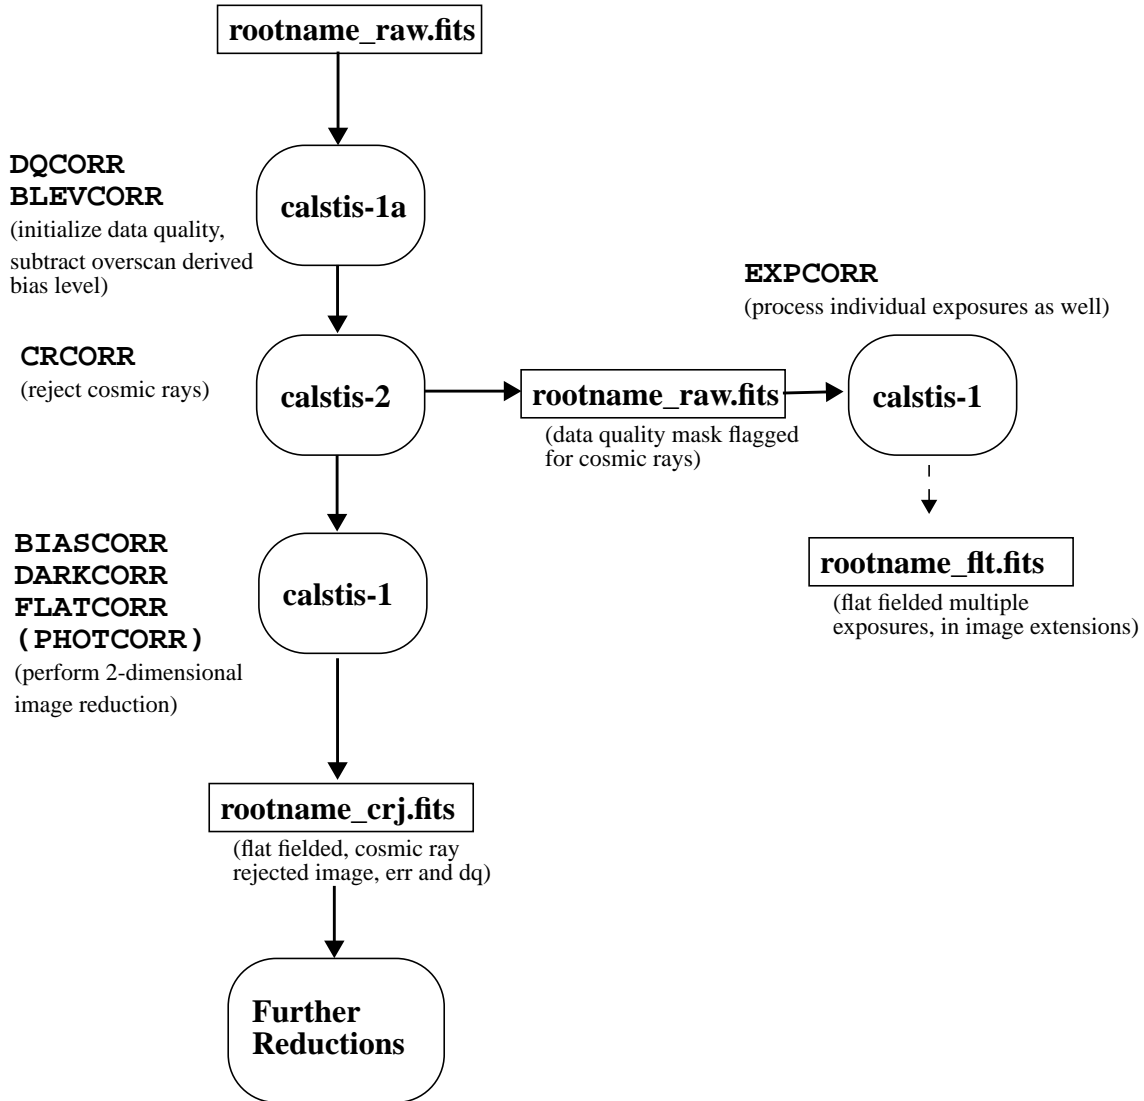 rootname_raw.fits
DQCORR
BLEVCORR
(initialize data quality,
subtract overscan derived
bias level)
calstis-1a
EXPCORR
(process individual exposures as well)
CRCORR
(reject cosmic rays)
calstis-2
rootname_raw.fits
(data quality mask flagged
for cosmic rays)
calstis-1
BIASCORR
DARKCORR
FLATCORR
(PHOTCORR)
(perform 2-dimensional
image reduction)
calstis-1
rootname_flt.fits
(flat fielded multiple
exposures, in image extensions)
rootname_crj.fits
(flat fielded, cosmic ray
rejected image, err and dq)
Further
Reductions